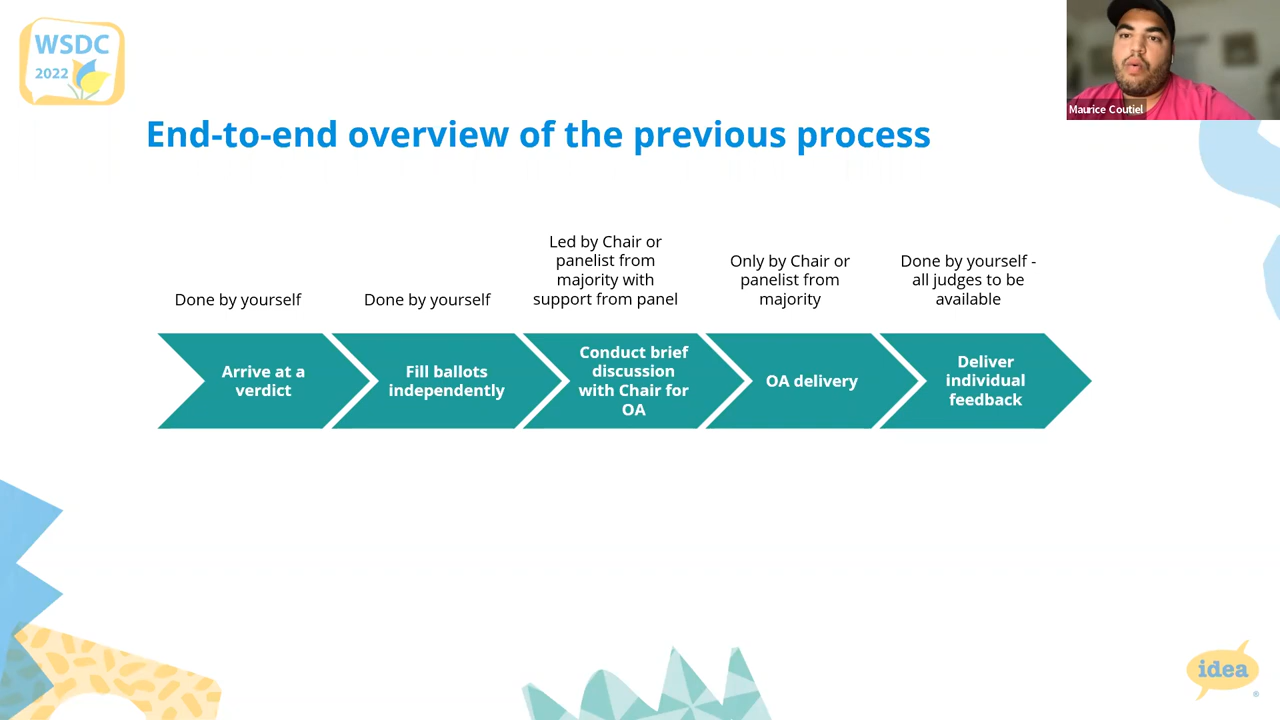 WSDC
2022
Maurice Coutiel
End-to-end overview of the previous process
Done by yourself
Done by yourself
Led by Chair or
panelist from
majority with
support from panel
Only by Chair or
panelist from
majority
Done by yourself -
all judges to be
available
Arrive at a
verdict
Fill ballots
independently
Conduct brief
discussion
with Chair for
OA
OA delivery
Deliver
individual
feedback
idea
®